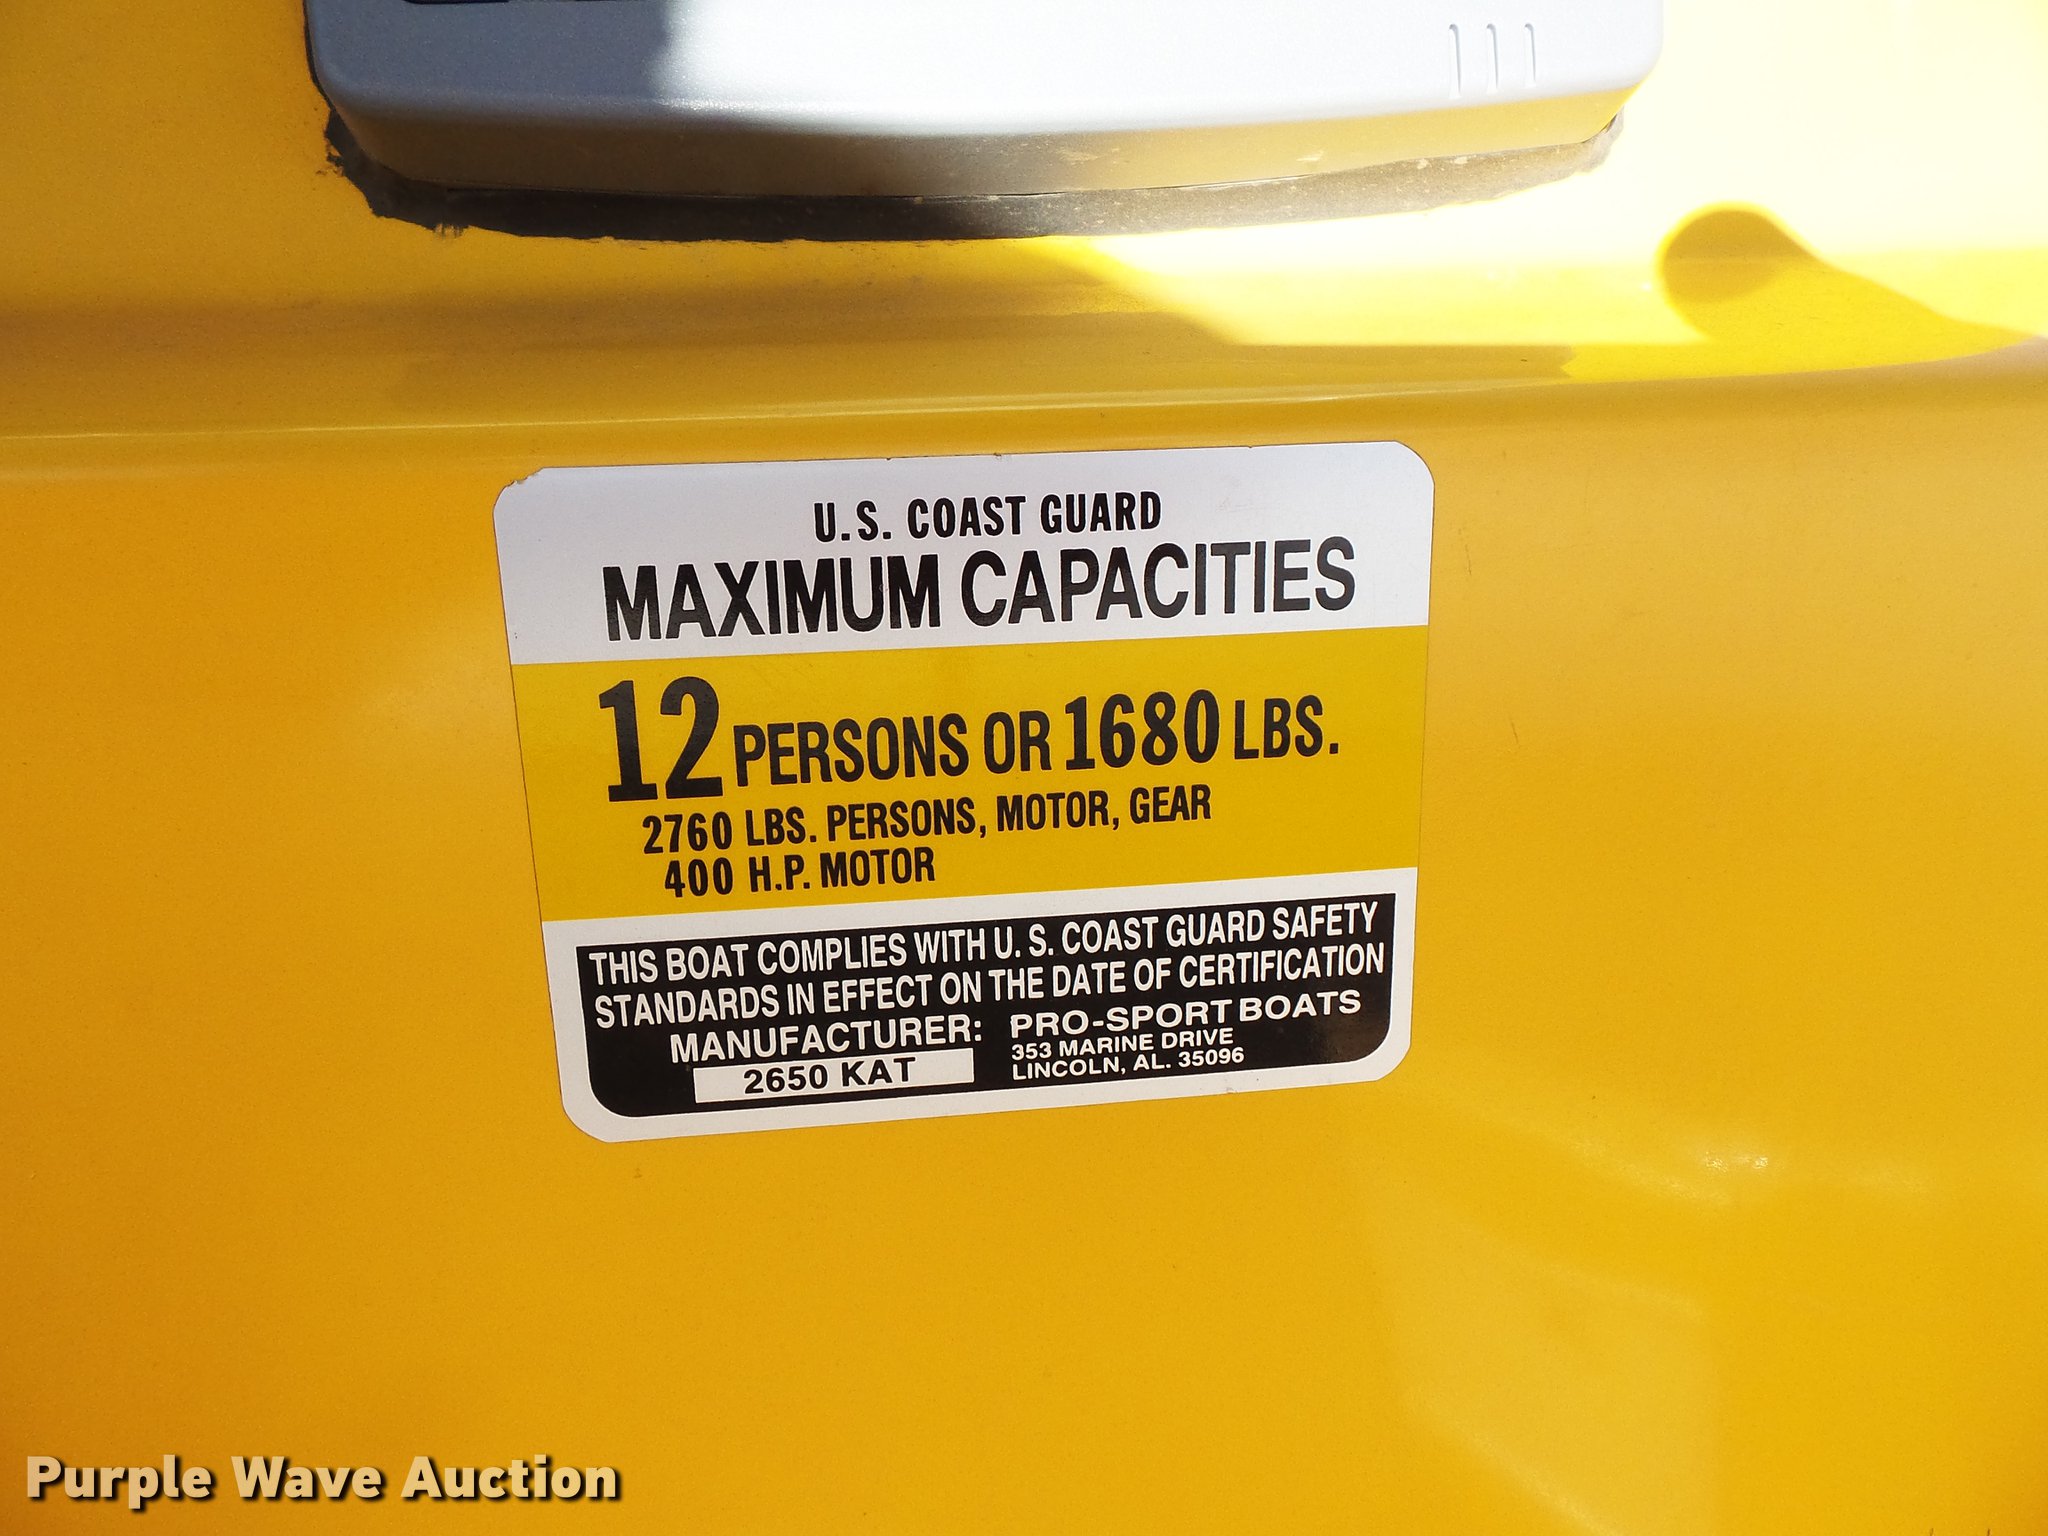 U.S. COAST GUARD
MAXIMUM CAPACITIES
12 PERSONS OR 1680 LBS.
2760 LBS. PERSONS, MOTOR, GEAR
400 H.P. MOTOR
THIS BOAT COMPLIES WITH U. S. COAST GUARD SAFETY
STANDARDS IN EFFECT ON THE DATE OF CERTIFICATION
MANUFACTURER: PRO-SPORT BOATS
353 MARINE DRIVE
2650 KAT LINCOLN, AL. 35096
Purple Wave Auction